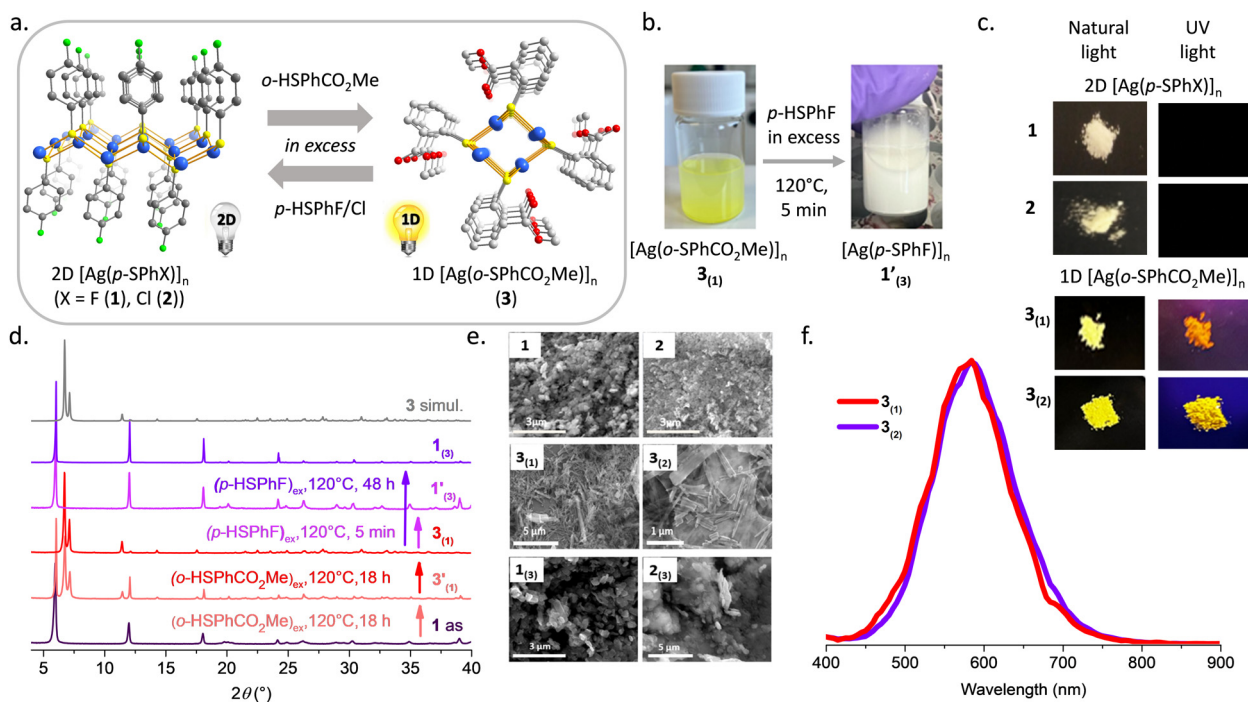 a.
o-HSPhCO₂Me
in excess
p-HSPhF/Cl
2D
1D
2D [Ag(p-SPhX)]ₙ
(X = F (1), Cl (2))
1D [Ag(o-SPhCO₂Me)]ₙ
(3)
b.
p-HSPhF
in excess
120°C,
5 min
[Ag(o-SPhCO₂Me)]ₙ
3₍₁₎
[Ag(p-SPhF)]ₙ
1’₍₃₎
c.
Natural light
UV light
2D [Ag(p-SPhX)]ₙ
1
2
1D [Ag(o-SPhCO₂Me)]ₙ
3₍₁₎
3₍₂₎
d.
3 simul.
1₍₃₎
(p-HSPhF)ₑₓ,120°C, 48 h
1’₍₃₎
(p-HSPhF)ₑₓ,120°C, 5 min
3₍₁₎
(o-HSPhCO₂Me)ₑₓ,120°C,18 h
3’₍₁₎
(o-HSPhCO₂Me)ₑₓ,120°C,18 h
1 as
5 10 15 20 25 30 35 40
2θ (°)
e.
1
3µm
2
3µm
3₍₁₎
5 µm
3₍₂₎
1 µm
1₍₃₎
3 µm
2₍₃₎
5 µm
f.
3₍₁₎
3₍₂₎
400 500 600 700 800 900
Wavelength (nm)